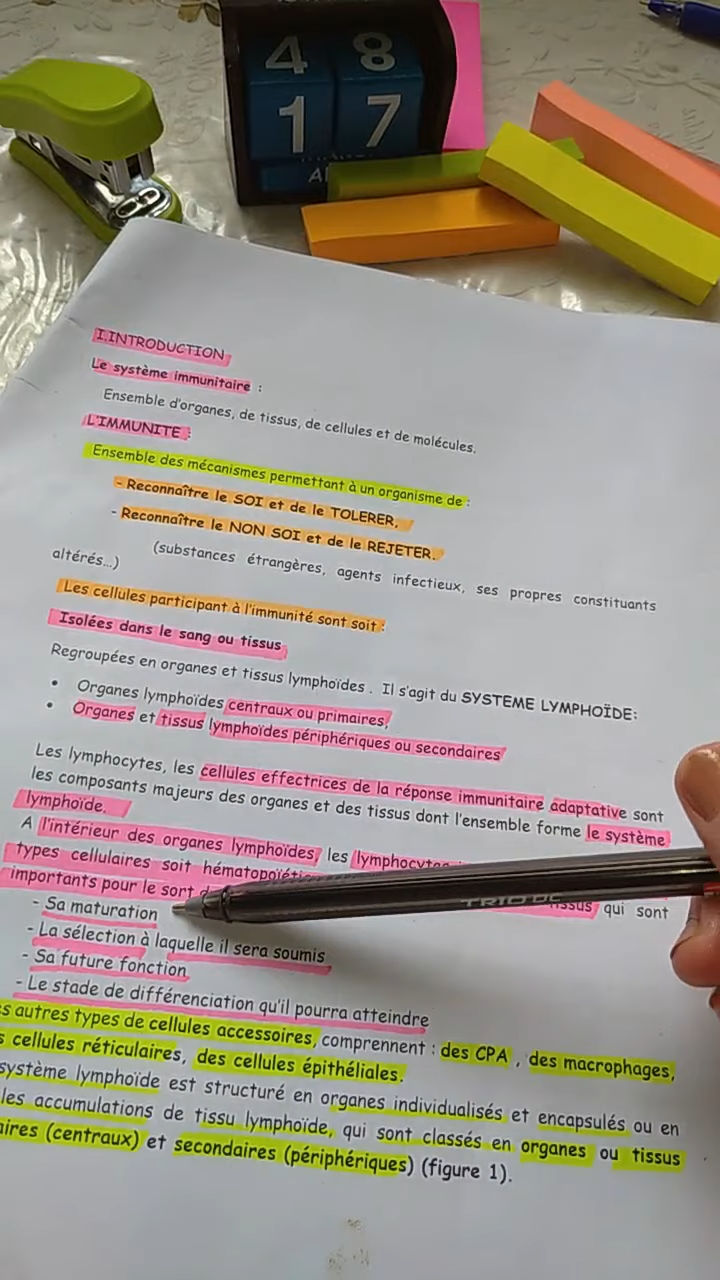 4 8
1 7
I.INTRODUCTION
Le système immunitaire :
Ensemble d'organes, de tissus, de cellules et de molécules.
L'IMMUNITE :
Ensemble des mécanismes permettant à un organisme de :
- Reconnaître le SOI et de le TOLERER,
- Reconnaître le NON SOI et de le REJETER.
(substances étrangères, agents infectieux, ses propres constituants
altérés...)
Les cellules participant à l'immunité sont soit :
Isolées dans le sang ou tissus
Regroupées en organes et tissus lymphoïdes . Il s'agit du SYSTEME LYMPHOÏDE:
• Organes lymphoïdes centraux ou primaires,
• Organes et tissus lymphoïdes périphériques ou secondaires
Les lymphocytes, les cellules effectrices de la réponse immunitaire adaptative sont
les composants majeurs des organes et des tissus dont l'ensemble forme le système
lymphoïde.
A l'intérieur des organes lymphoïdes, les
types cellulaires soit
importants pour le sort tissus qui sont
- Sa maturation
- La sélection à laquelle il sera soumis
- Sa future fonction
- Le stade de différenciation qu'il pourra atteindre
autres types de cellules accessoires, comprennent : des CPA , des macrophages,
cellules réticulaires, des cellules épithéliales.
système lymphoïde est structuré en organes individualisés et encapsulés ou en
les accumulations de tissu lymphoïde, qui sont classés en organes ou tissus
(centraux) et secondaires (périphériques) (figure 1).
TRIO